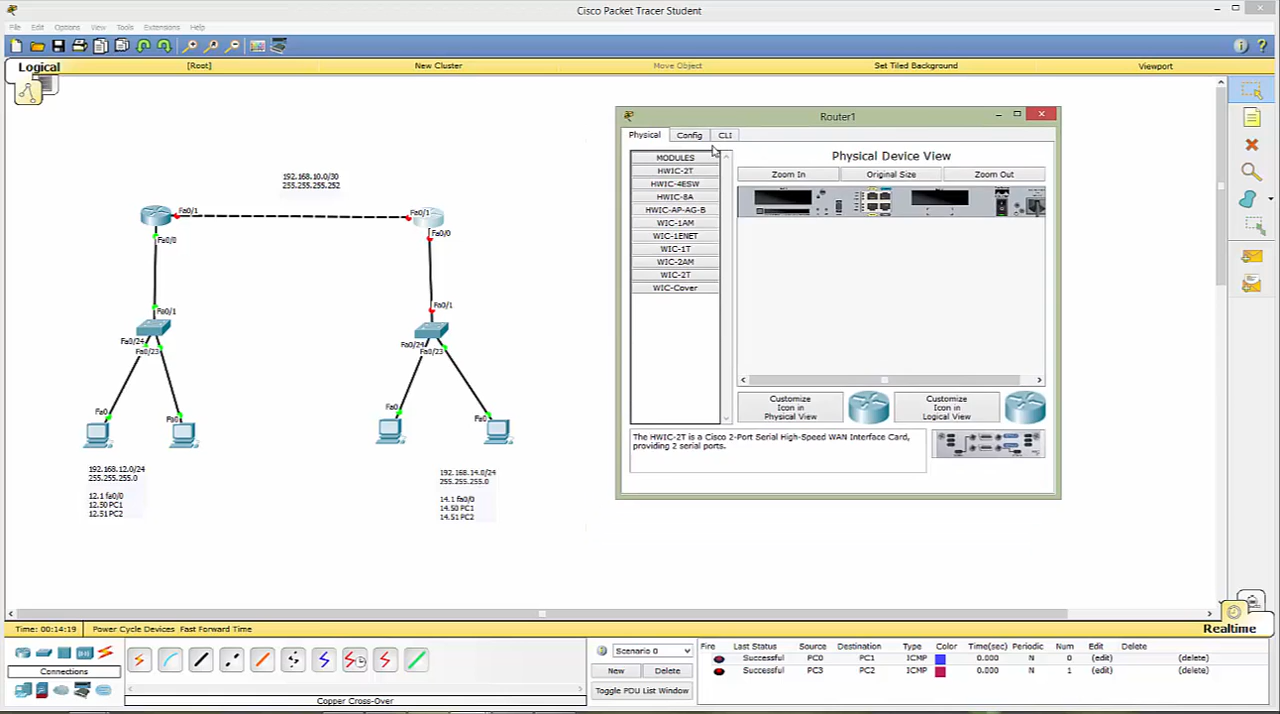 Cisco Packet Tracer Student
File Edit Options View Tools Extensions Help
Logical [Root] New Cluster Move Object Set Tiled Background Viewport
Router1
Physical Config CLI
MODULES
HWIC-2T
HWIC-4ESW
HWIC-8A
HWIC-AP-AG-B
WIC-1AM
WIC-1ENET
WIC-1T
WIC-2AM
WIC-2T
WIC-Cover
Physical Device View
Zoom In Original Size Zoom Out
Customize
Icon in
Physical View
Customize
Icon in
Logical View
The HWIC-2T is a Cisco 2-Port Serial High-Speed WAN Interface Card,
providing 2 serial ports.
192.168.10.0/30
255.255.255.252
Fa0/1 Fa0/1
Fa0/0 Fa0/0
Fa0/1 Fa0/1
Fa0/24 Fa0/24
Fa0/23 Fa0/23
Fa0 Fa0 Fa0 Fa0
192.168.12.0/24
255.255.255.0
12.1 fa0/0
12.50 PC1
12.51 PC2
192.168.14.0/24
255.255.255.0
14.1 fa0/0
14.50 PC1
14.51 PC2
Time: 00:14:19 Power Cycle Devices Fast Forward Time
Realtime
Connections
Copper Cross-Over
Scenario 0
New Delete
Toggle PDU List Window
Fire Last Status Source Destination Type Color Time(sec) Periodic Num Edit Delete
Successful PC0 PC1 ICMP 0.000 N 0 (edit) (delete)
Successful PC3 PC2 ICMP 0.000 N 1 (edit) (delete)